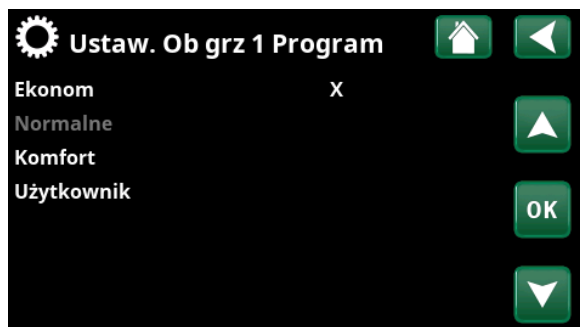 Ustaw. Ob grz 1 Program
Ekonom X
Normalne
Komfort
Użytkownik
OK